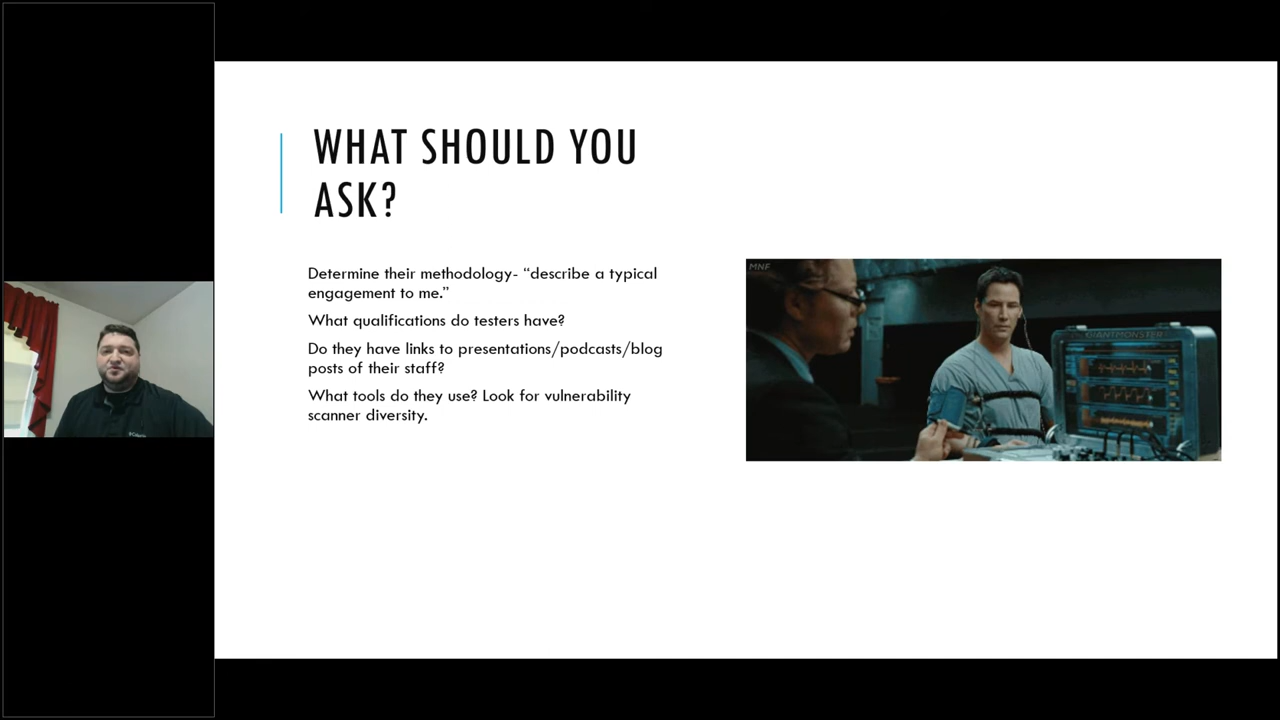 WHAT SHOULD YOU
ASK?
Determine their methodology- “describe a typical
engagement to me.”
What qualifications do testers have?
Do they have links to presentations/podcasts/blog
posts of their staff?
What tools do they use? Look for vulnerability
scanner diversity.
MNF